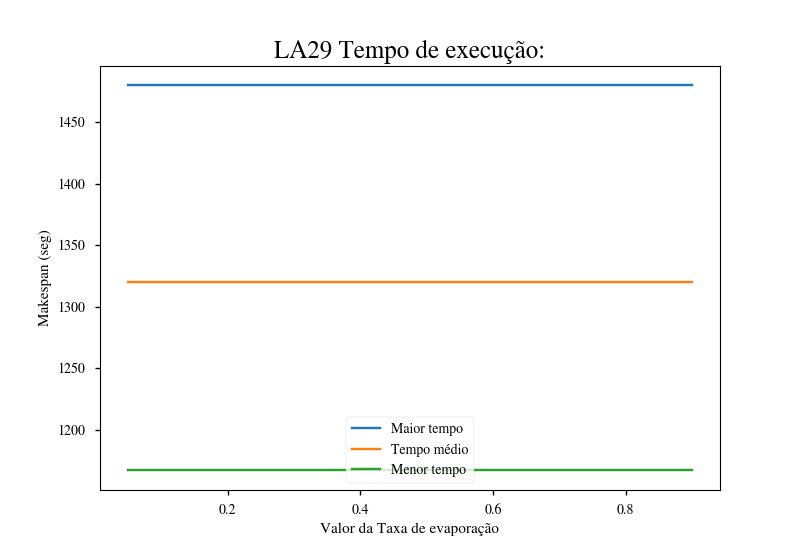 LA29 Tempo de execução:
Makespan (seg)
1450
1400
1350
1300
1250
1200
Maior tempo
Tempo médio
Menor tempo
0.2 0.4 0.6 0.8
Valor da Taxa de evaporação